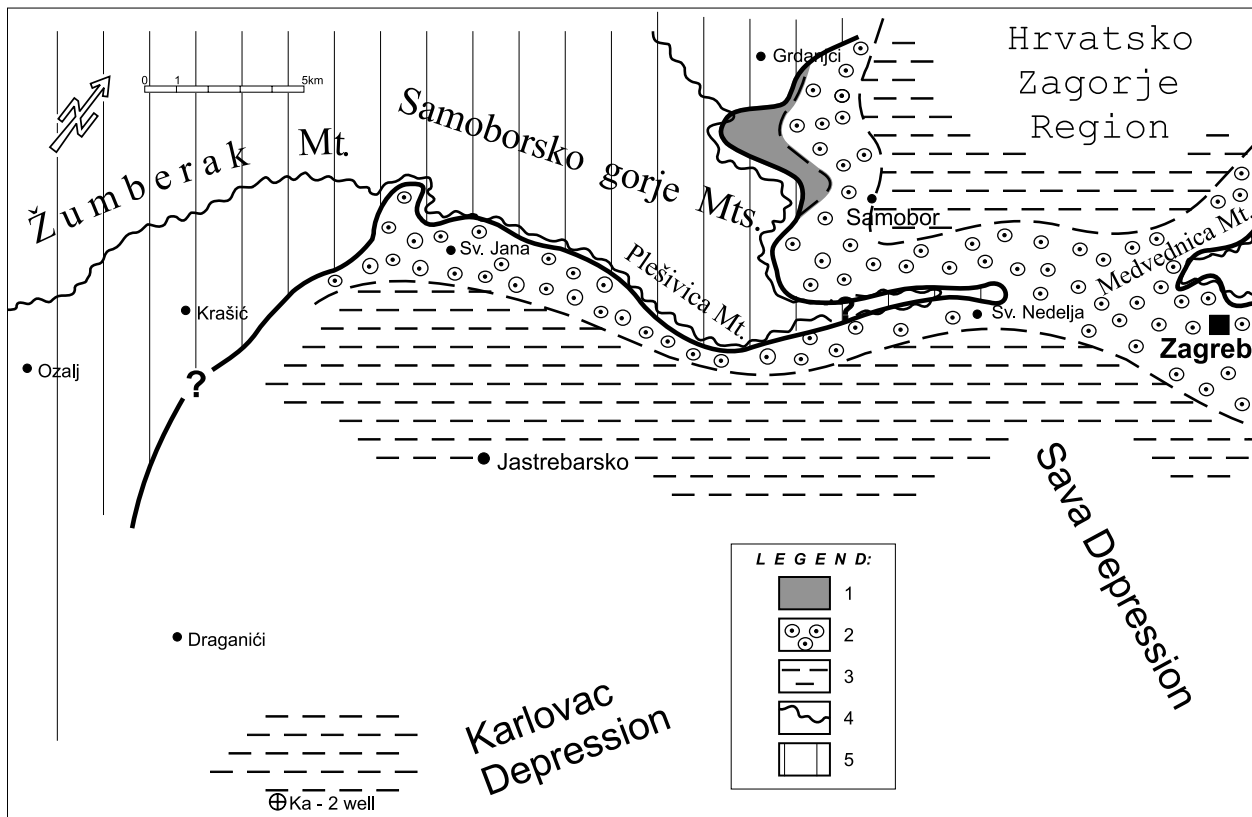 Hrvatsko
Zagorje
Region
Grdanjci
0 1 5km
Žumberak Mt.
Samoborsko gorje Mts.
Samobor
Medvednica Mt.
Sv. Jana
Plešivica Mt.
Krašić
Sv. Nedelja
Zagreb
Ozalj
?
?
Jastrebarsko
Sava Depression
LEGEND:
1
2
3
4
5
Draganići
Karlovac
Depression
Ka - 2 well